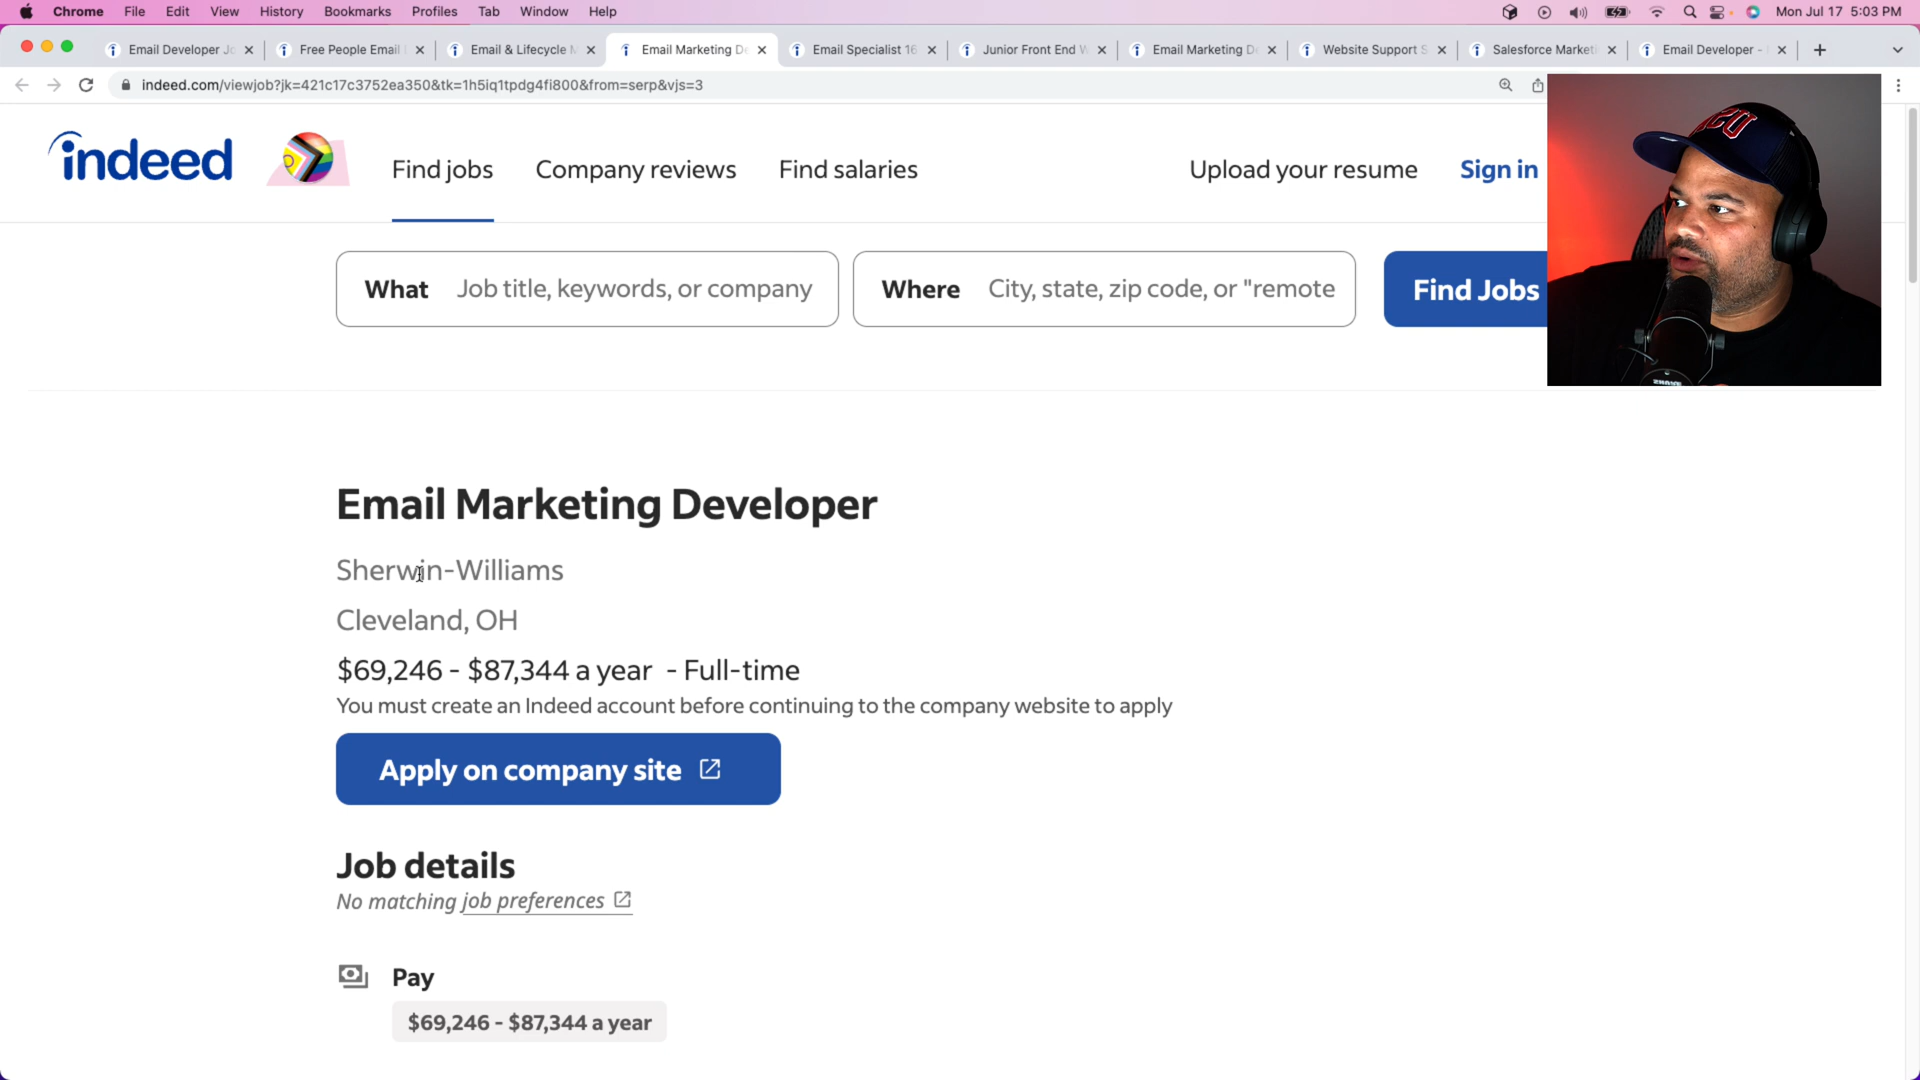 Chrome File Edit View History Bookmarks Profiles Tab Window Help Mon Jul 17 5:03 PM
Email Developer Jo Free People Email Email & Lifecycle M Email Marketing De Email Specialist 16 Junior Front End W Email Marketing De Website Support S Salesforce Market Email Developer -
indeed.com/viewjob?jk=421c17c3752ea350&tk=1h5iq1tpdg4fi800&from=serp&vjs=3
indeed Find jobs Company reviews Find salaries Upload your resume Sign in
What Job title, keywords, or company Where City, state, zip code, or "remote Find Jobs
Email Marketing Developer
Sherwin-Williams
Cleveland, OH
$69,246 - $87,344 a year - Full-time
You must create an Indeed account before continuing to the company website to apply
Apply on company site
Job details
No matching job preferences
Pay
$69,246 - $87,344 a year